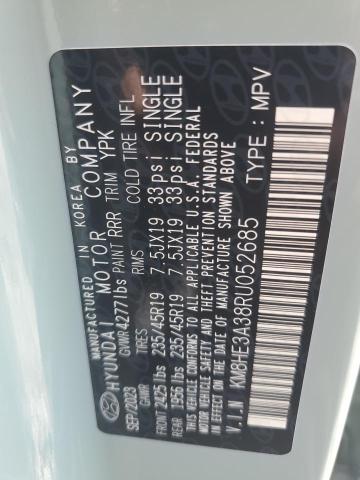 MANUFACTURED IN KOREA BY
HYUNDAI MOTOR COMPANY
SEP/2023 GVWR 4277lbs PAINT RRR TRIM YPK
GAWR TIRES RIMS COLD TIRE INFL
FRONT 2425 lbs 235/45R19 7.5JX19 33psi SINGLE
REAR 1956 lbs 235/45R19 7.5JX19 33psi SINGLE
THIS VEHICLE CONFORMS TO ALL APPLICABLE U.S.A. FEDERAL
MOTOR VEHICLE SAFETY STANDARDS IN EFFECT ON THE DATE OF
MANUFACTURE SHOWN ABOVE
V.I.N : KM8HE3A38RU052685 TYPE : MPV